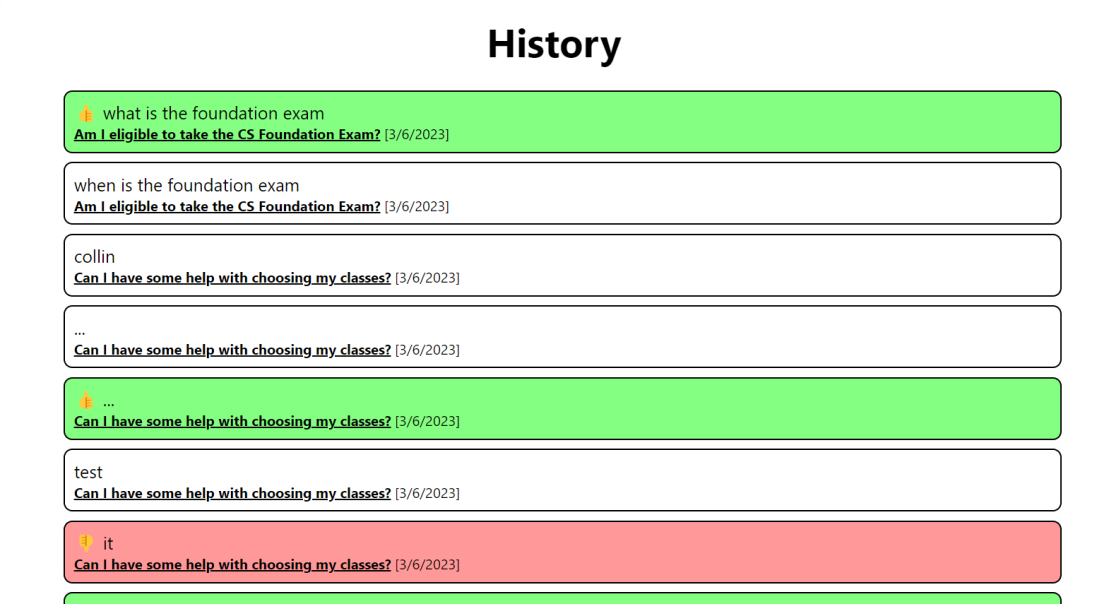 History
👍 what is the foundation exam
Am I eligible to take the CS Foundation Exam? [3/6/2023]
when is the foundation exam
Am I eligible to take the CS Foundation Exam? [3/6/2023]
collin
Can I have some help with choosing my classes? [3/6/2023]
...
Can I have some help with choosing my classes? [3/6/2023]
👍 ...
Can I have some help with choosing my classes? [3/6/2023]
test
Can I have some help with choosing my classes? [3/6/2023]
👎 it
Can I have some help with choosing my classes? [3/6/2023]